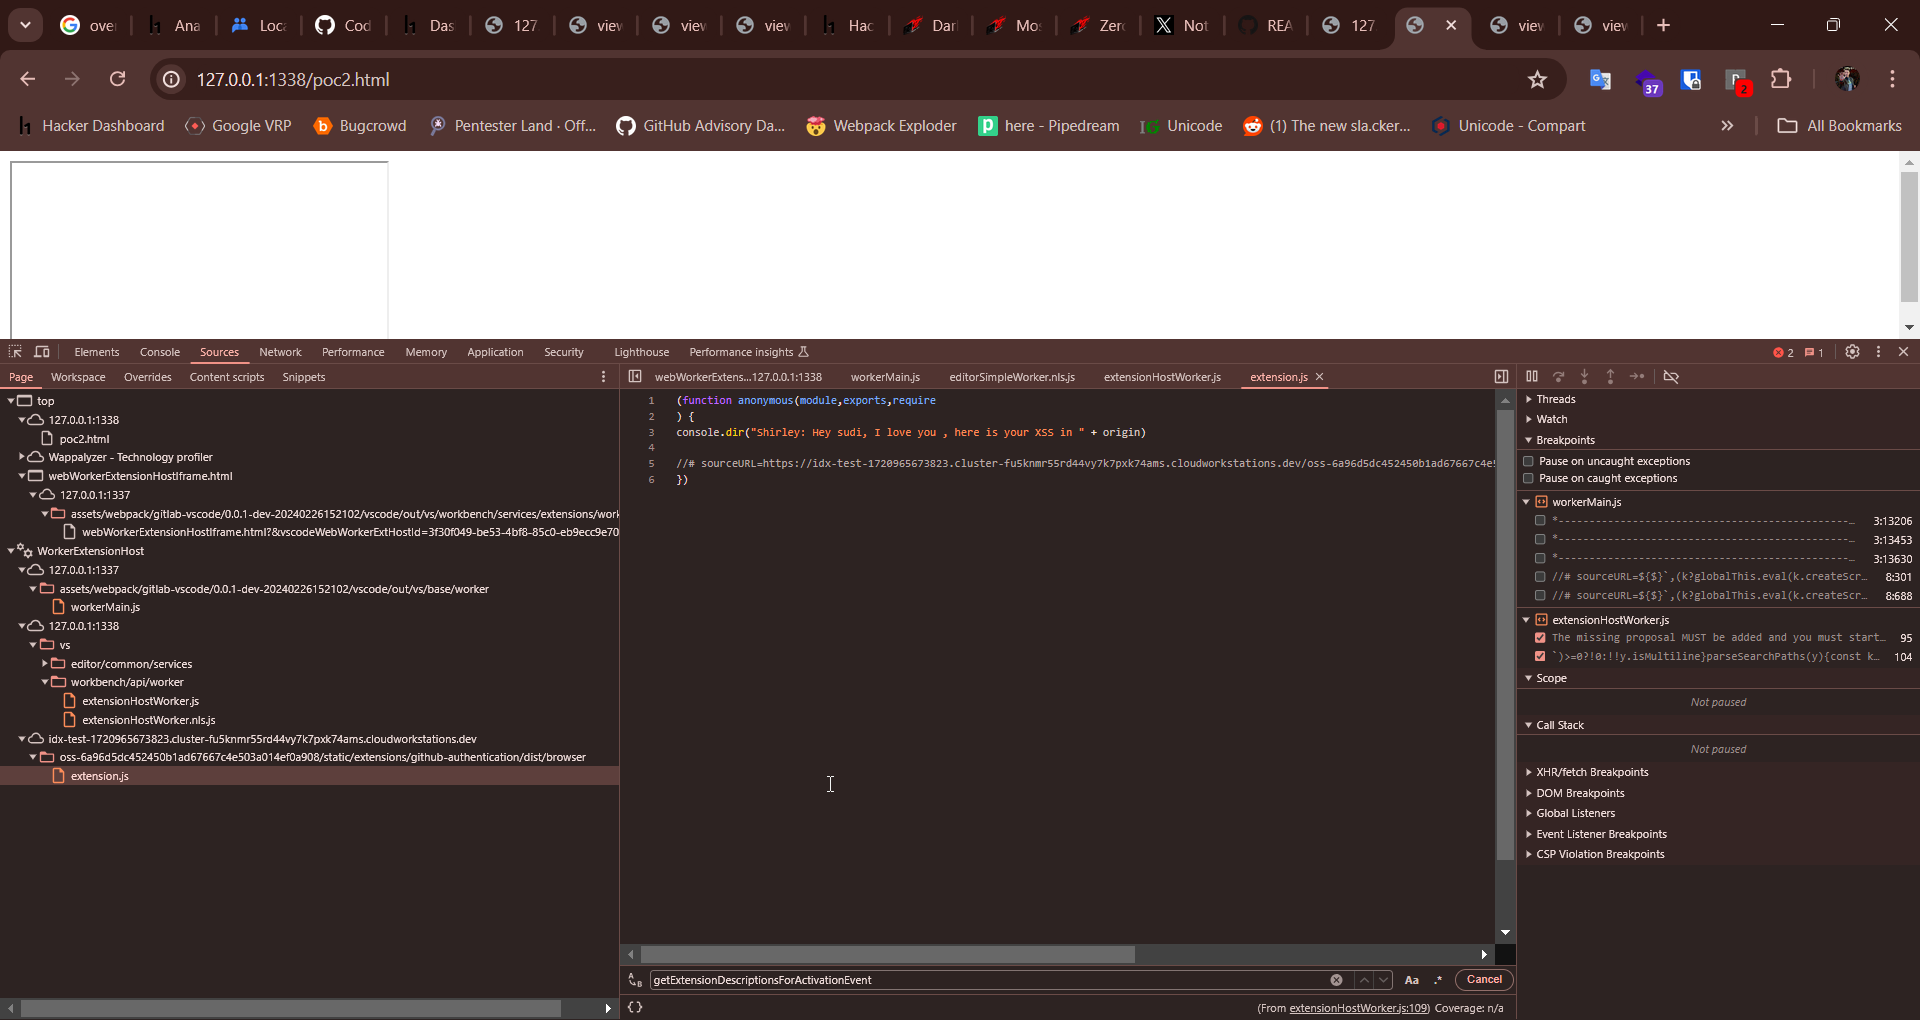 ove
Ana
Loc
Cod
Das
127
view
view
view
Hac
Dar
Mos
Zero
Not
REA
127
view
view
127.0.0.1:1338/poc2.html
37
2
Hacker Dashboard
Google VRP
Bugcrowd
Pentester Land · Off...
GitHub Advisory Da...
Webpack Exploder
here - Pipedream
Unicode
(1) The new sla.cker...
Unicode - Compart
All Bookmarks
Elements Console Sources Network Performance Memory Application Security Lighthouse Performance insights
2 1
Page Workspace Overrides Content scripts Snippets
webWorkerExtens...127.0.0.1:1338 workerMain.js editorSimpleWorker.nls.js extensionHostWorker.js extension.js
top
127.0.0.1:1338
poc2.html
Wappalyzer - Technology profiler
webWorkerExtensionHostIframe.html
127.0.0.1:1337
assets/webpack/gitlab-vscode/0.0.1-dev-20240226152102/vscode/out/vs/workbench/services/extensions/work
webWorkerExtensionHostIframe.html?&vscodeWebWorkerExtHostId=3f30f049-be53-4bf8-85c0-eb9ecc9e70
WorkerExtensionHost
127.0.0.1:1337
assets/webpack/gitlab-vscode/0.0.1-dev-20240226152102/vscode/out/vs/base/worker
workerMain.js
127.0.0.1:1338
vs
editor/common/services
workbench/api/worker
extensionHostWorker.js
extensionHostWorker.nls.js
idx-test-1720965673823.cluster-fu5knmr55rd44vy7k7pxk74ams.cloudworkstations.dev
oss-6a96d5dc452450b1ad67667c4e503a014ef0a908/static/extensions/github-authentication/dist/browser
extension.js
1 (function anonymous(module,exports,require
2 ) {
3 console.dir("Shirley: Hey sudi, I love you , here is your XSS in " + origin)
4
5 //# sourceURL=https://idx-test-1720965673823.cluster-fu5knmr55rd44vy7k7pxk74ams.cloudworkstations.dev/oss-6a96d5dc452450b1ad67667c4e5
6 })
getExtensionDescriptionsForActivationEvent
Aa .* Cancel
{} (From extensionHostWorker.js:109) Coverage: n/a
Threads
Watch
Breakpoints
Pause on uncaught exceptions
Pause on caught exceptions
workerMain.js
*-----------------------------------------------… 3:13206
*-----------------------------------------------… 3:13453
*-----------------------------------------------… 3:13630
//# sourceURL=${$}`,(k?globalThis.eval(k.createScr… 8:301
//# sourceURL=${$}`,(k?globalThis.eval(k.createScr… 8:688
extensionHostWorker.js
The missing proposal MUST be added and you must start… 95
`)>=0?!0:!!y.isMultiline}parseSearchPaths(y){const k… 104
Scope
Not paused
Call Stack
Not paused
XHR/fetch Breakpoints
DOM Breakpoints
Global Listeners
Event Listener Breakpoints
CSP Violation Breakpoints